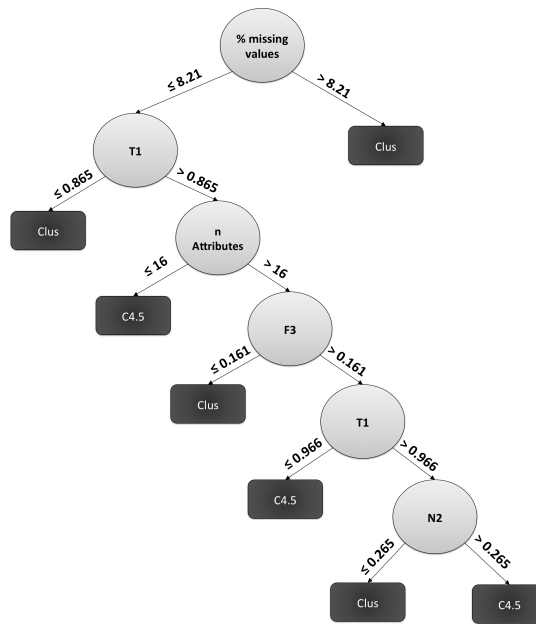 % missing
values
≤ 8.21
> 8.21
Clus
T1
≤ 0.865
> 0.865
Clus
n
Attributes
≤ 16
> 16
C4.5
F3
≤ 0.161
> 0.161
Clus
T1
≤ 0.966
> 0.966
C4.5
N2
≤ 0.265
> 0.265
Clus
C4.5